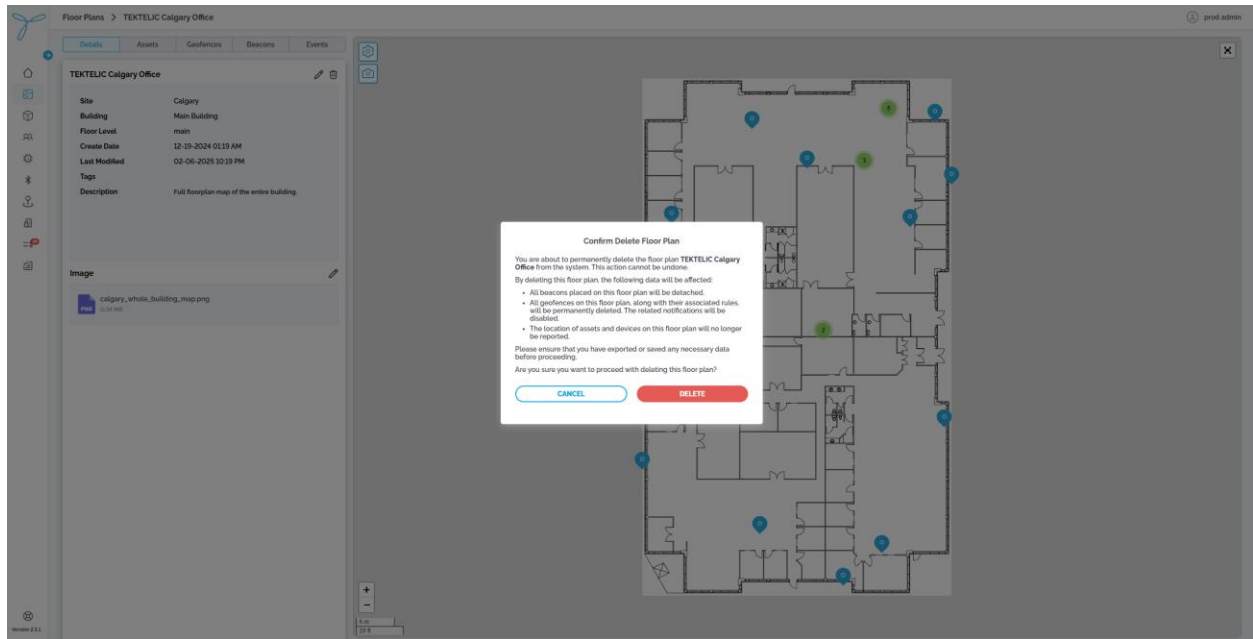 Floor Plans > TEKTELIC Calgary Office
prod admin
Details Assets Geofences Beacons Events
TEKTELIC Calgary Office
Site Calgary
Building Main Building
Floor Level main
Create Date 12-19-2024 01:19 AM
Last Modified 02-06-2025 10:19 PM
Tags
Description Full floorplan map of the entire building.
Image
PNG
calgary_whole_building_map.png
Confirm Delete Floor Plan
You are about to permanently delete the floor plan TEKTELIC Calgary
Office from the system. This action cannot be undone.
By deleting this floor plan, the following data will be affected:
• All beacons placed on this floor plan will be detached.
• All geofences on this floor plan, along with their associated rules,
will be permanently deleted. The related notifications will be
disabled.
• The location of assets and devices on this floor plan will no longer
be reported.
Please ensure that you have exported or saved any necessary data
before proceeding.
Are you sure you want to proceed with deleting this floor plan?
CANCEL DELETE
2
+
−
5 m
20 ft